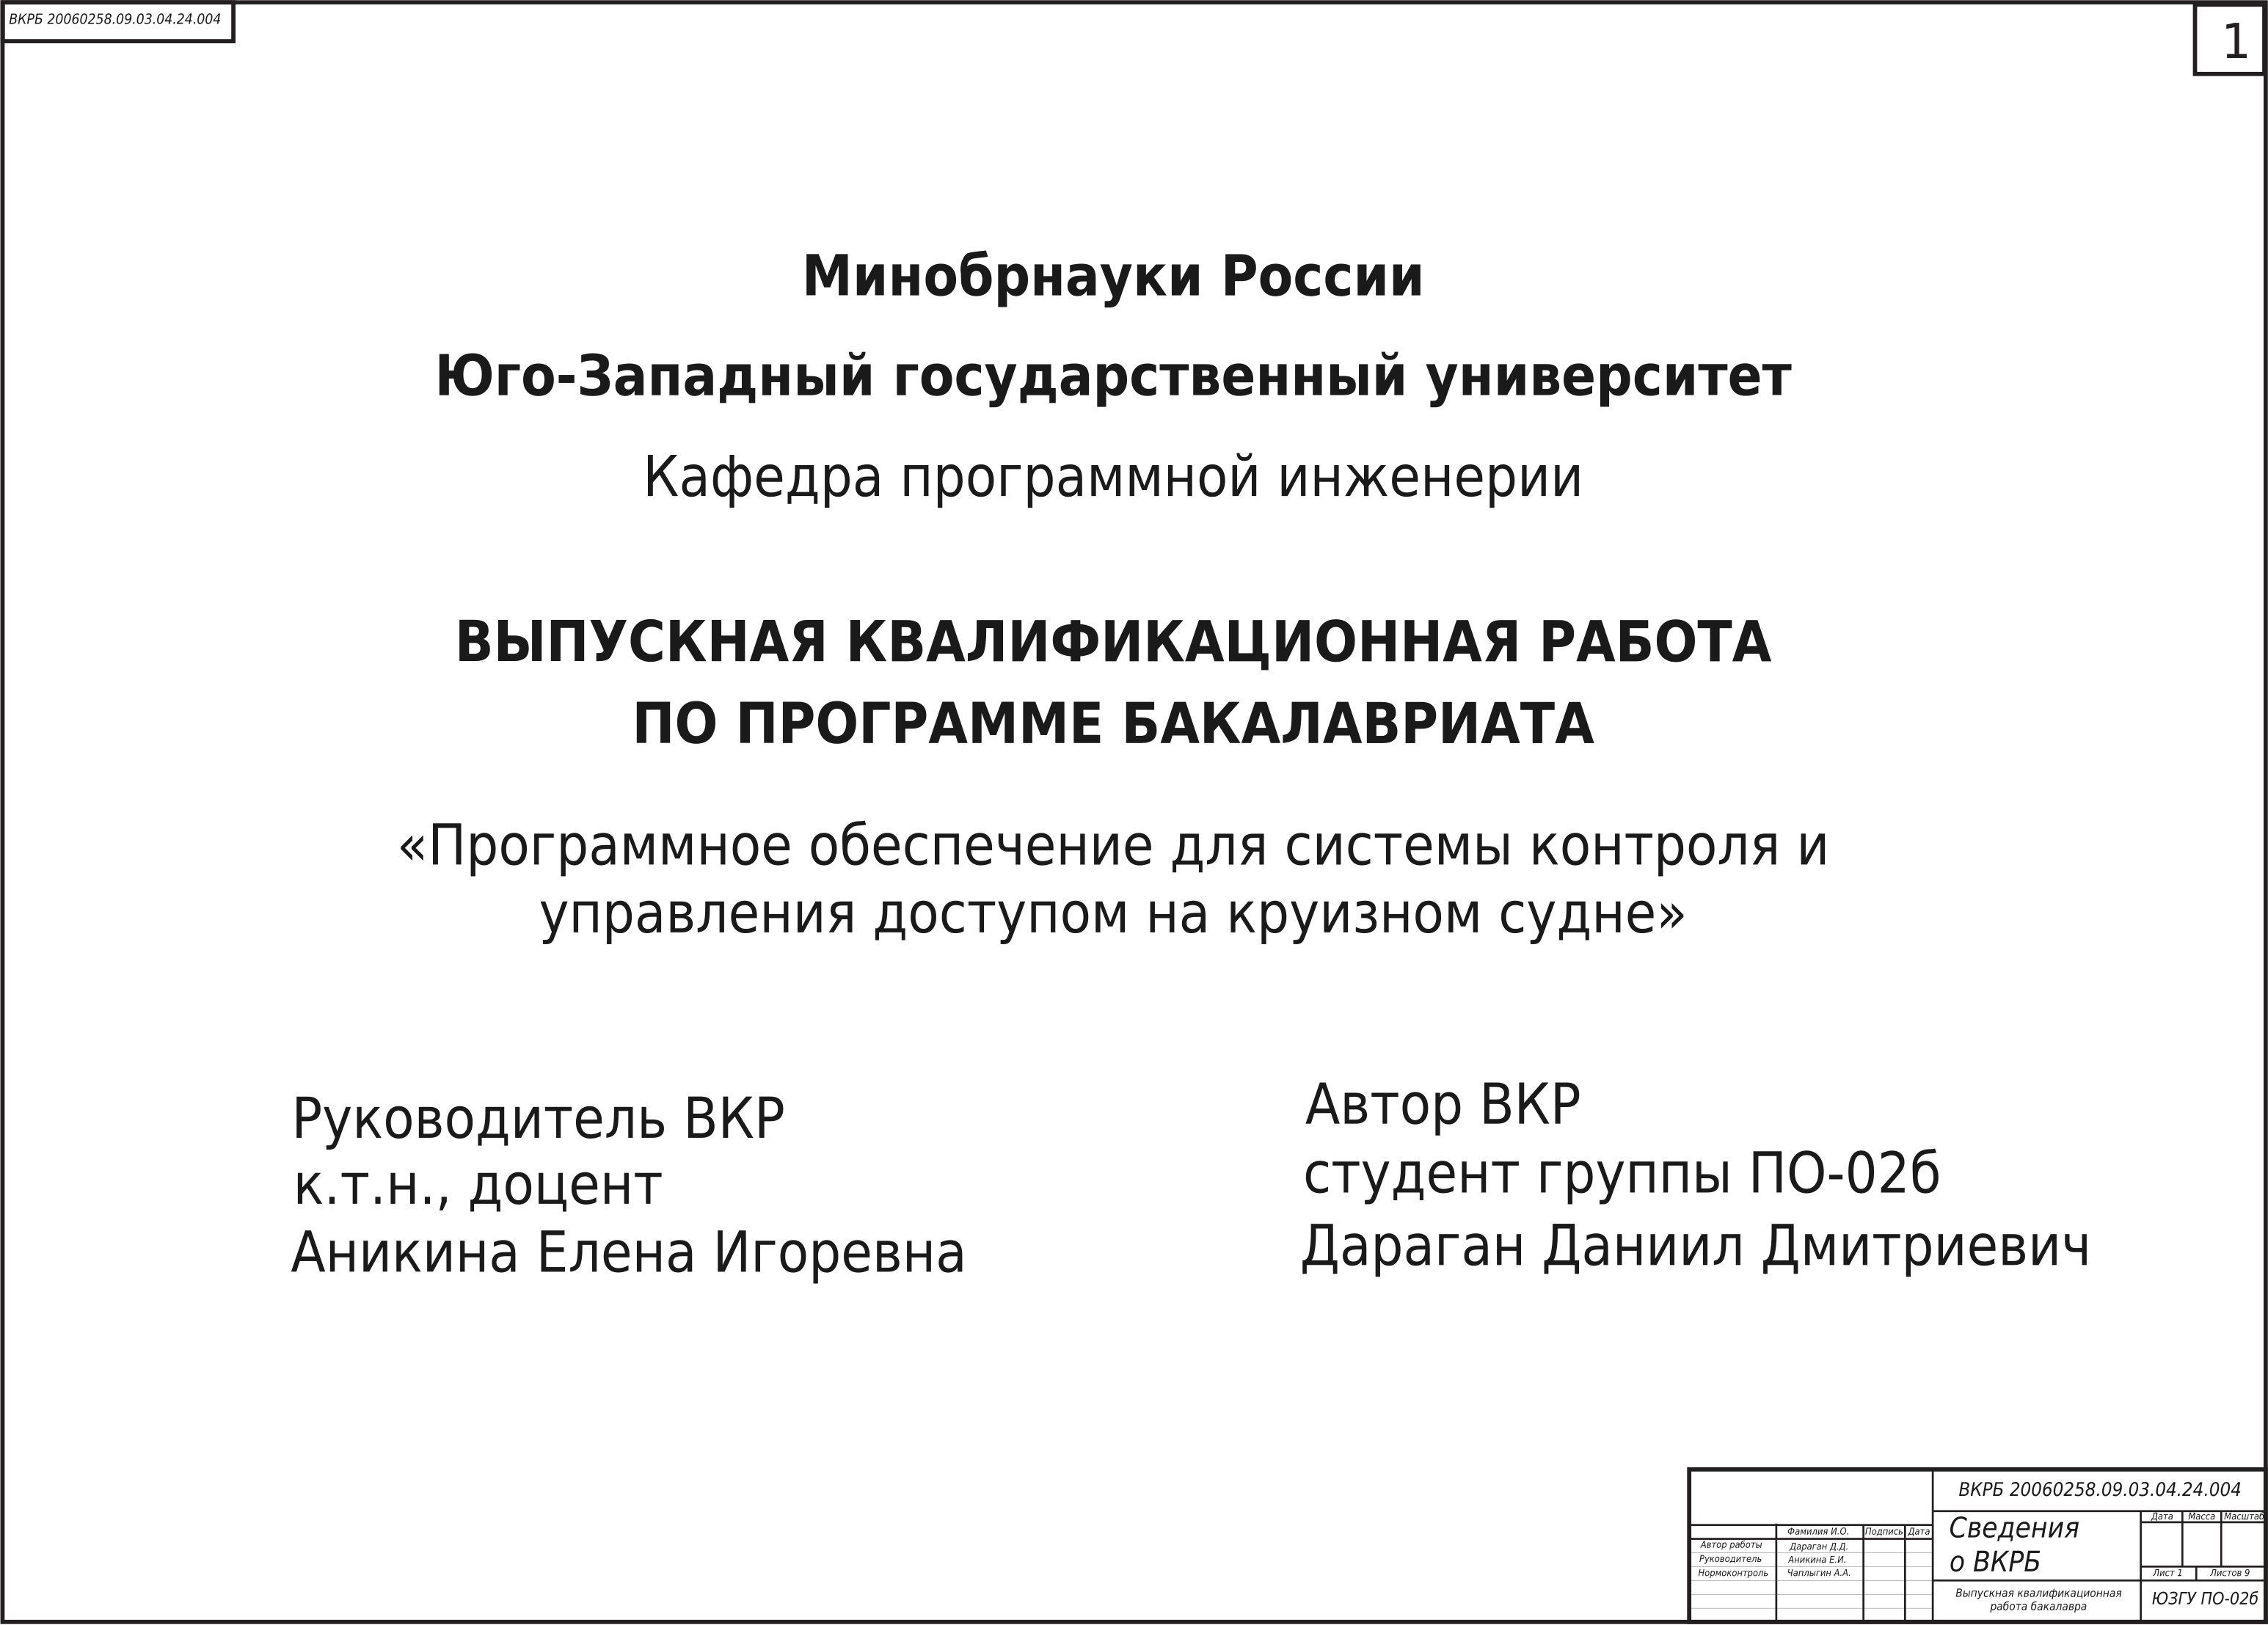 ВКРБ 20060258.09.03.04.24.004
1
Минобрнауки России
Юго-Западный государственный университет
Кафедра программной инженерии
ВЫПУСКНАЯ КВАЛИФИКАЦИОННАЯ РАБОТА
ПО ПРОГРАММЕ БАКАЛАВРИАТА
«Программное обеспечение для системы контроля и
управления доступом на круизном судне»
Руководитель ВКР
к.т.н., доцент
Аникина Елена Игоревна
Автор ВКР
студент группы ПО-02б
Дараган Даниил Дмитриевич
ВКРБ 20060258.09.03.04.24.004
Фамилия И.О. Подпись Дата
Автор работы Дараган Д.Д.
Руководитель Аникина Е.И.
Нормоконтроль Чаплыгин А.А.
Сведения
о ВКРБ
Дата Масса Масштаб
Лист 1 Листов 9
Выпускная квалификационная
работа бакалавра
ЮЗГУ ПО-02б